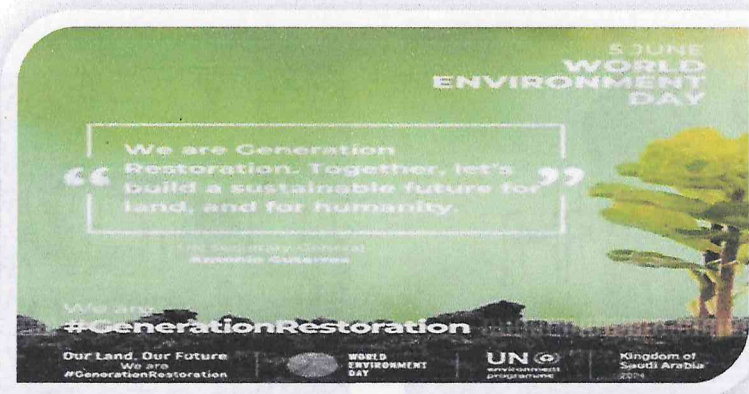 5 JUNE
WORLD
ENVIRONMENT
DAY
“ We are Generation
Restoration. Together, let's
build a sustainable future for
land, and for humanity. ”
UN Secretary-General
António Guterres
We are
#GenerationRestoration
Our Land. Our Future
We are
#GenerationRestoration
WORLD
ENVIRONMENT
DAY
UN
environment
programme
Kingdom of
Saudi Arabia
2024